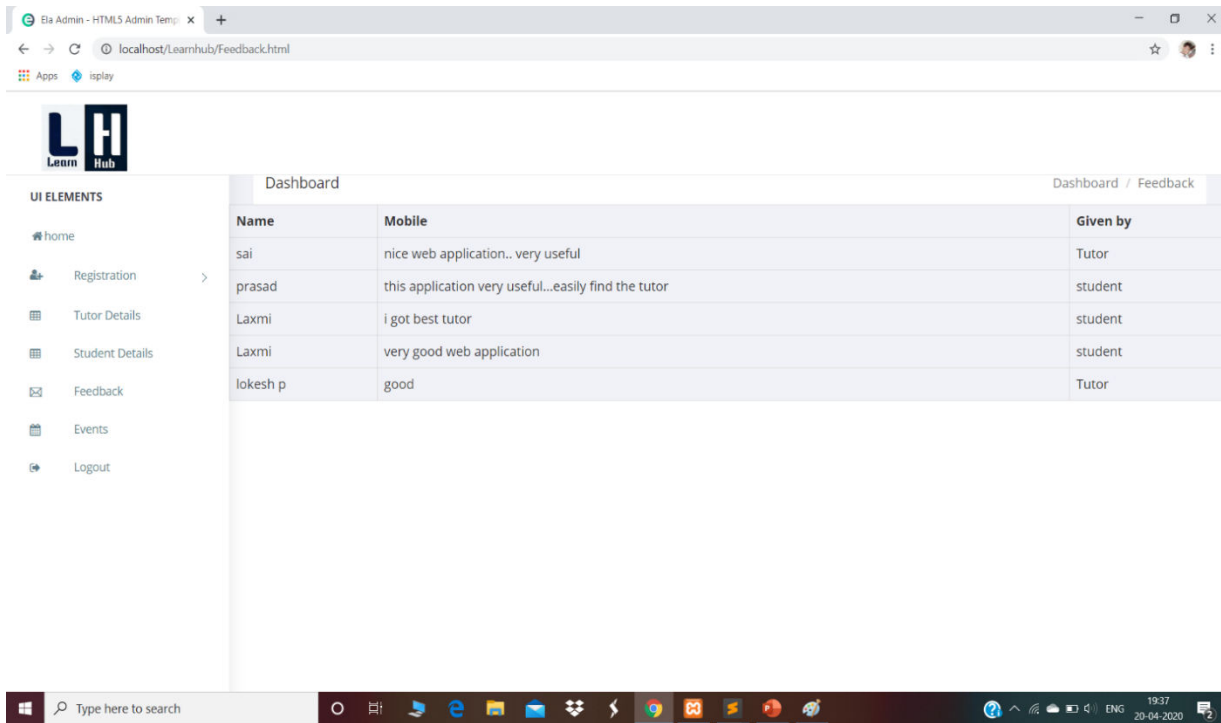 Ela Admin - HTML5 Admin Temp
localhost/Learnhub/Feedback.html
Apps isplay
L H
Learn Hub
Dashboard Dashboard / Feedback
UI ELEMENTS
Name Mobile Given by
home
sai nice web application.. very useful Tutor
Registration
prasad this application very useful...easily find the tutor student
Tutor Details
Laxmi i got best tutor student
Student Details
Laxmi very good web application student
Feedback
lokesh p good Tutor
Events
Logout
Type here to search
ENG
19:37
20-04-2020
2